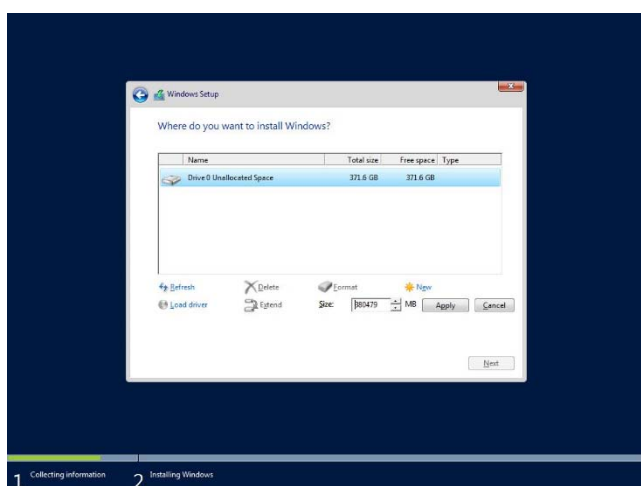 Windows Setup
Where do you want to install Windows?
Name Total size Free space Type
Drive 0 Unallocated Space 371.6 GB 371.6 GB
Refresh Delete Format New
Load driver Extend Size: 380479 MB Apply Cancel
Next
1 Collecting information 2 Installing Windows